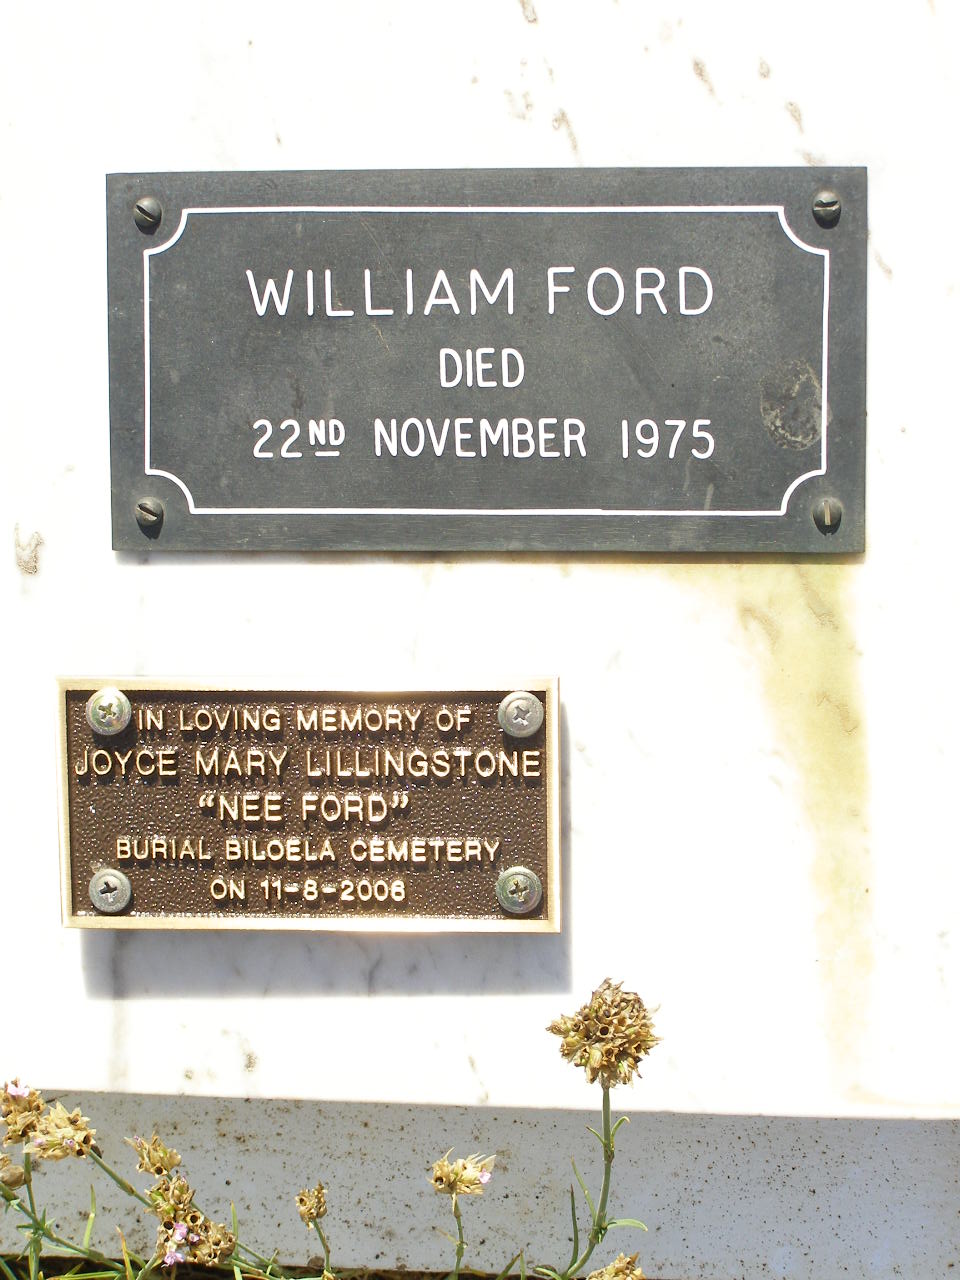 WILLIAM FORD
DIED
22ND NOVEMBER 1975
IN LOVING MEMORY OF
JOYCE MARY LILLINGSTONE
“NEE FORD”
BURIAL BILOELA CEMETERY
ON 11-8-2006